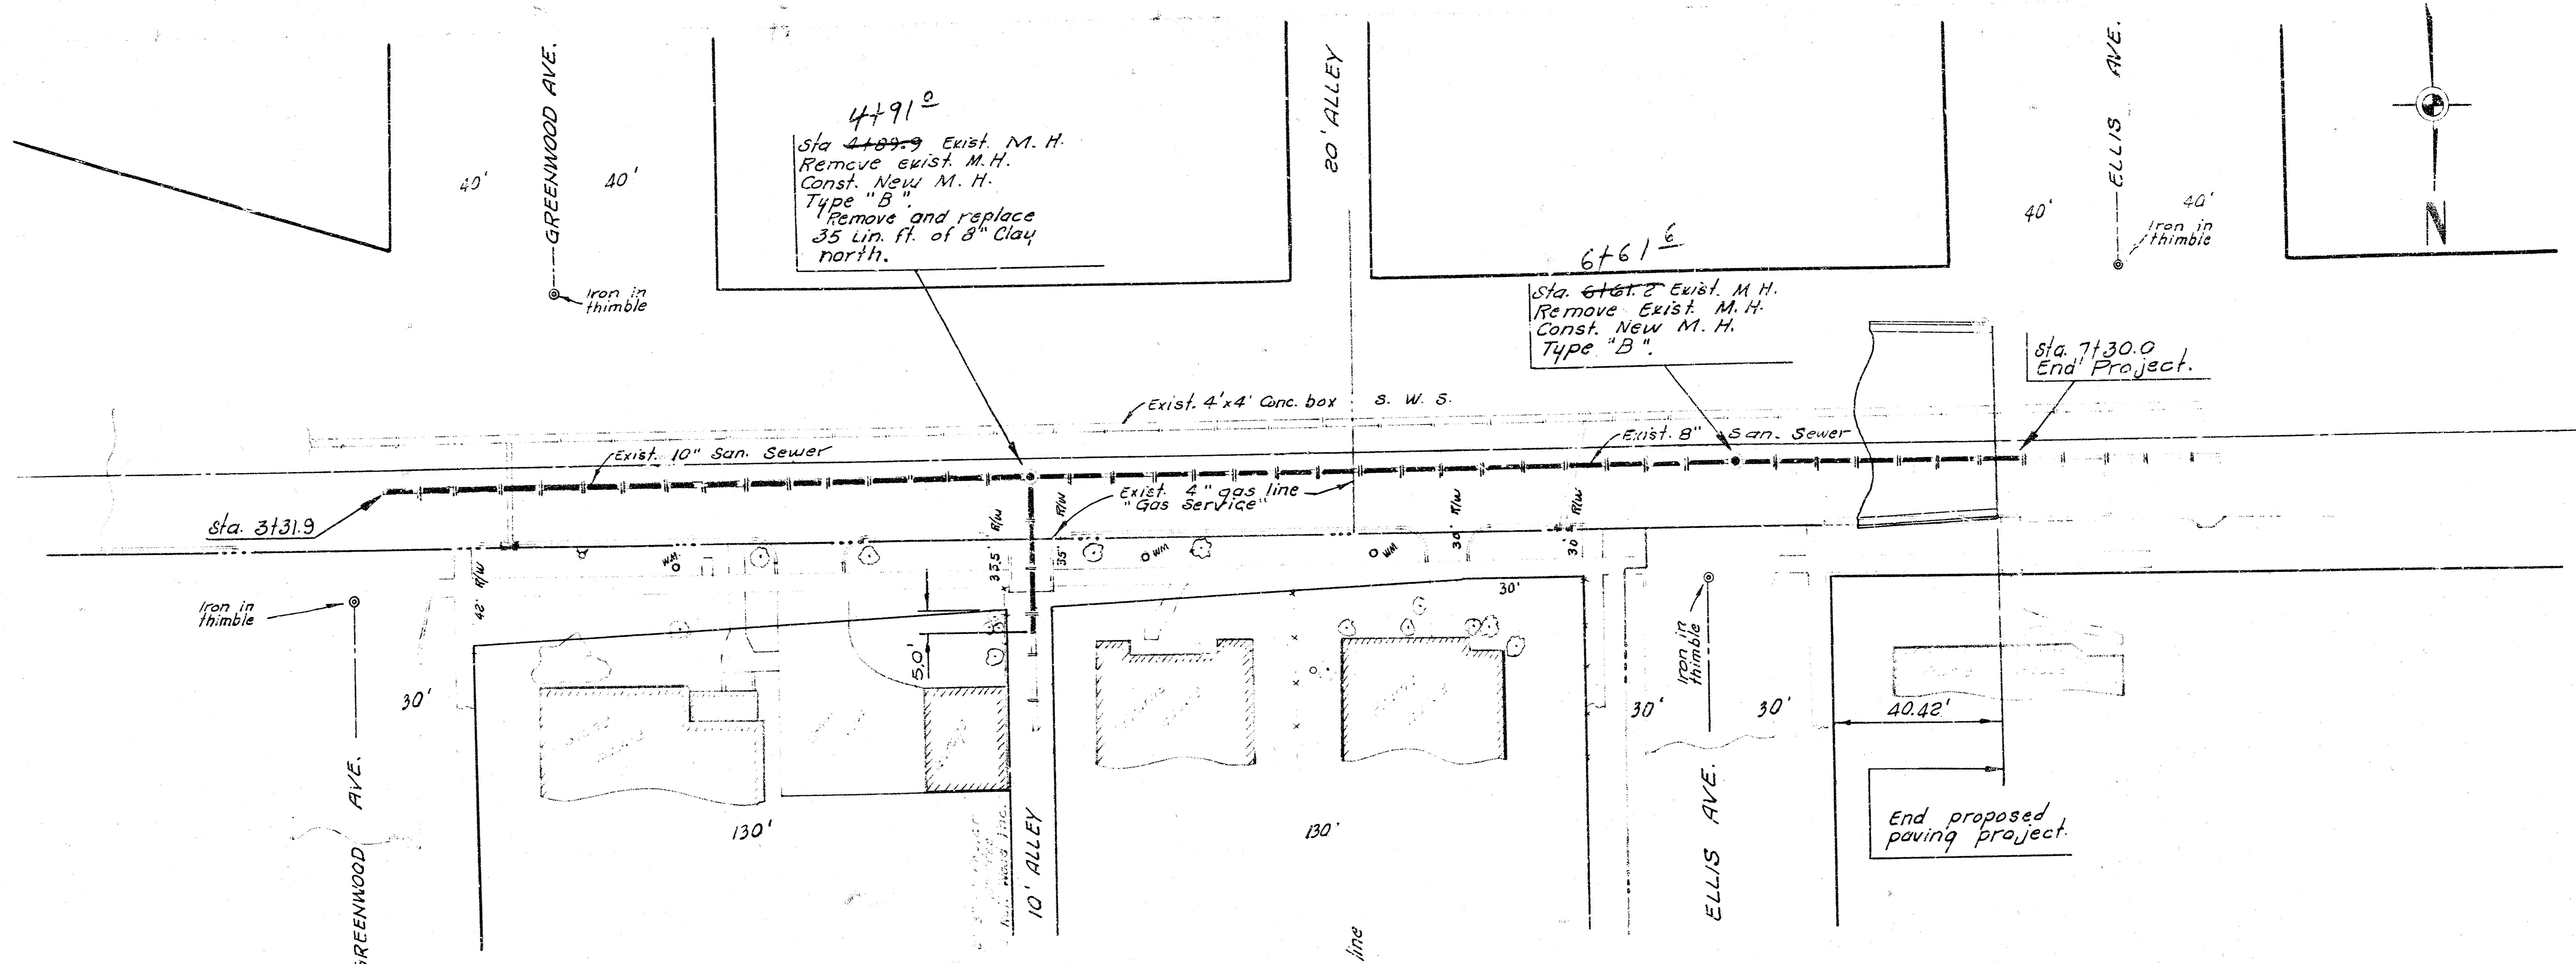 GREENWOOD AVE.
40'
40'
Iron in
thimble
4+91 0
Sta 4+89.9 Exist. M. H.
Remove exist. M.H.
Const. New M. H.
Type "B".
Remove and replace
35 Lin. ft. of 8" Clay
north.
20' ALLEY
6+61 6
Sta. 6+61.2 Exist. M H.
Remove Exist. M. H.
Const. New M. H.
Type "B".
ELLIS AVE.
40'
40'
Iron in
thimble
N
Sta. 7+30.0
End Project.
Exist. 4'x4' Conc. box S. W. S.
Exist. 10" San. Sewer
Exist. 8" San. Sewer
Exist. 4" gas line
"Gas Service"
Sta. 3+31.9
42' R/W
WM
33.5' R/W
35' R/W
WM
WM
30' R/W
30' R/W
Iron in
thimble
30'
5.0'
30'
Iron in
thimble
30'
30'
30'
40.42'
GREENWOOD AVE.
130'
10' ALLEY
130'
ELLIS AVE.
End proposed
paving project.
line